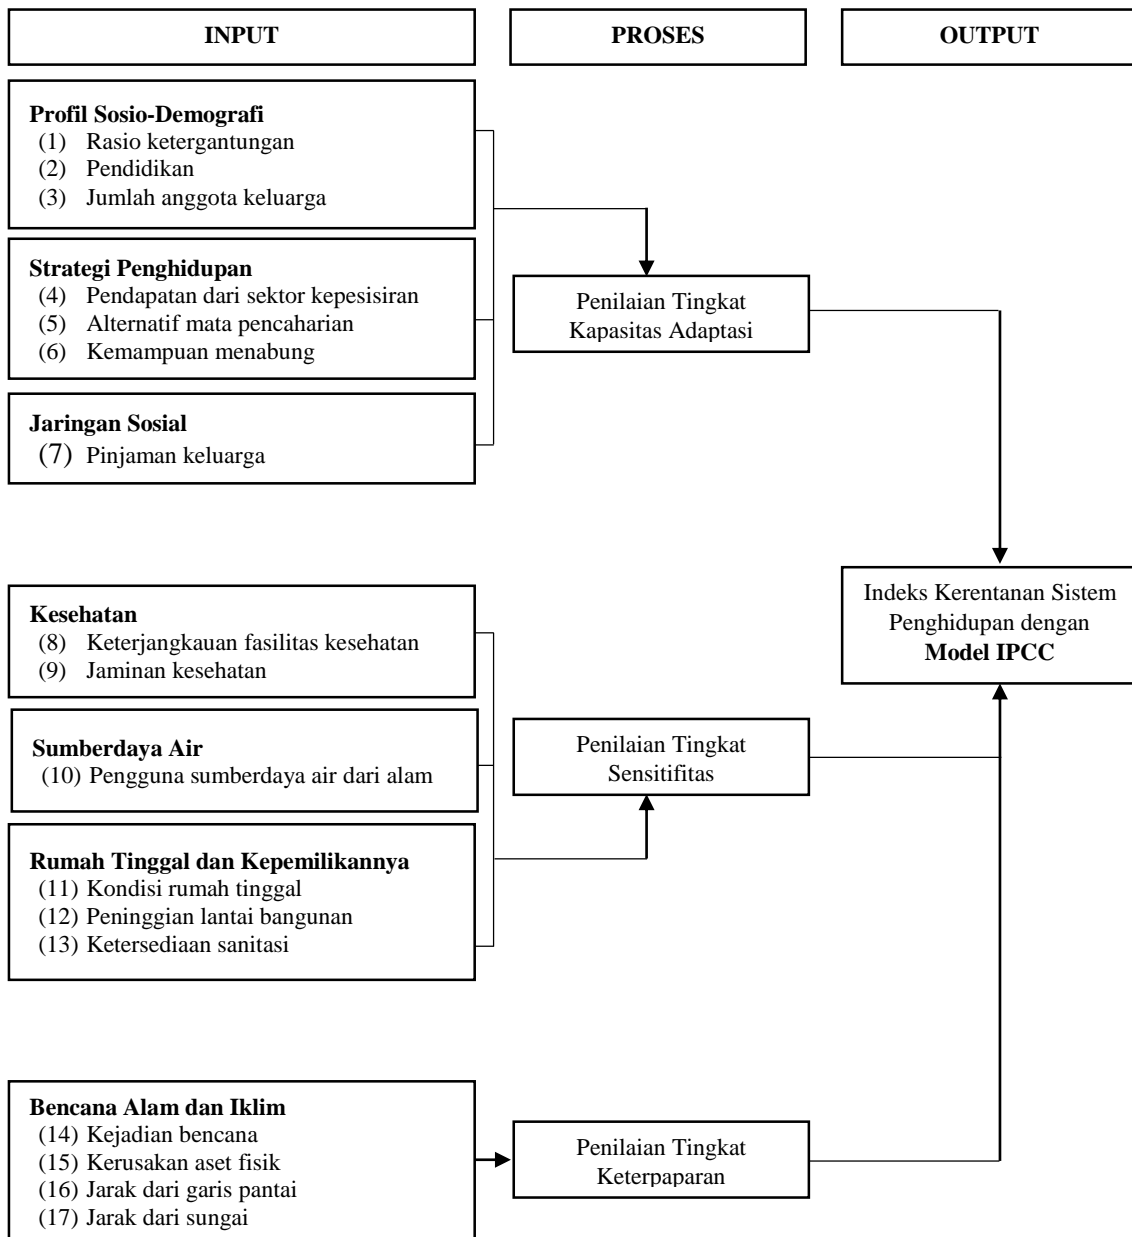 INPUT
PROSES
OUTPUT
Profil Sosio-Demografi
(1) Rasio ketergantungan
(2) Pendidikan
(3) Jumlah anggota keluarga
Strategi Penghidupan
(4) Pendapatan dari sektor kepesisiran
(5) Alternatif mata pencaharian
(6) Kemampuan menabung
Jaringan Sosial
(7) Pinjaman keluarga
Penilaian Tingkat
Kapasitas Adaptasi
Kesehatan
(8) Keterjangkauan fasilitas kesehatan
(9) Jaminan kesehatan
Sumberdaya Air
(10) Pengguna sumberdaya air dari alam
Rumah Tinggal dan Kepemilikannya
(11) Kondisi rumah tinggal
(12) Peninggian lantai bangunan
(13) Ketersediaan sanitasi
Penilaian Tingkat
Sensitifitas
Indeks Kerentanan Sistem
Penghidupan dengan
Model IPCC
Bencana Alam dan Iklim
(14) Kejadian bencana
(15) Kerusakan aset fisik
(16) Jarak dari garis pantai
(17) Jarak dari sungai
Penilaian Tingkat
Keterpaparan